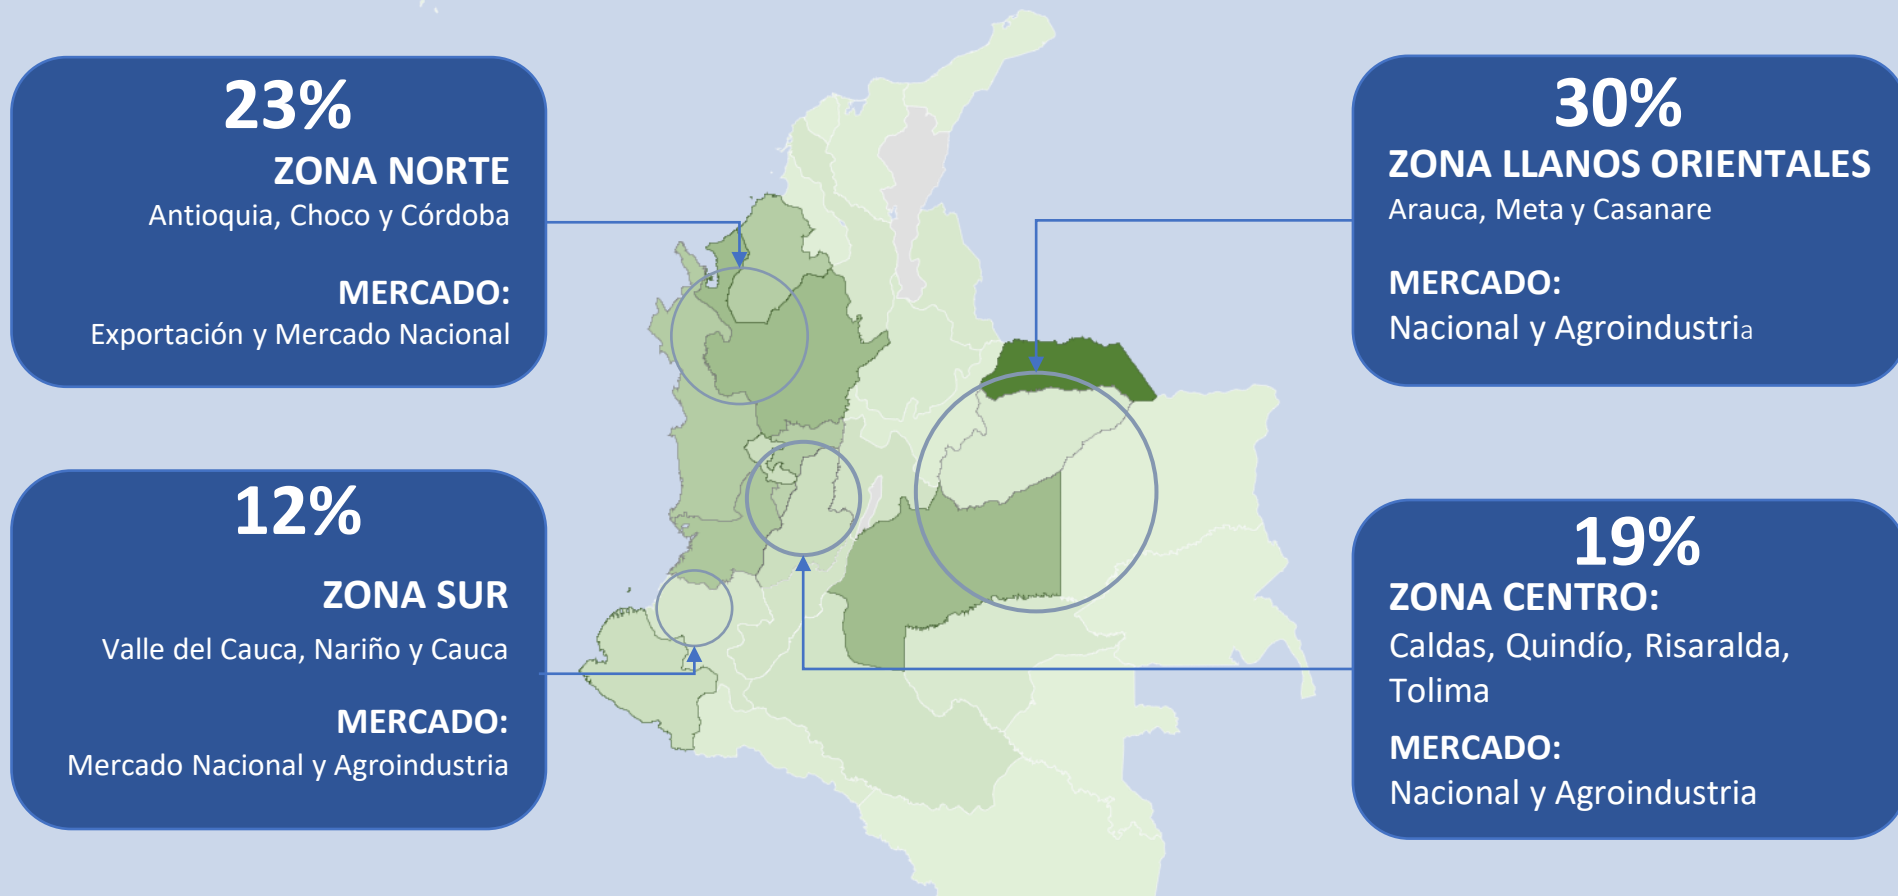 23%
ZONA NORTE
Antioquia, Choco y Córdoba
MERCADO:
Exportación y Mercado Nacional
30%
ZONA LLANOS ORIENTALES
Arauca, Meta y Casanare
MERCADO:
Nacional y Agroindustria
12%
ZONA SUR
Valle del Cauca, Nariño y Cauca
MERCADO:
Mercado Nacional y Agroindustria
19%
ZONA CENTRO:
Caldas, Quindío, Risaralda,
Tolima
MERCADO:
Nacional y Agroindustria